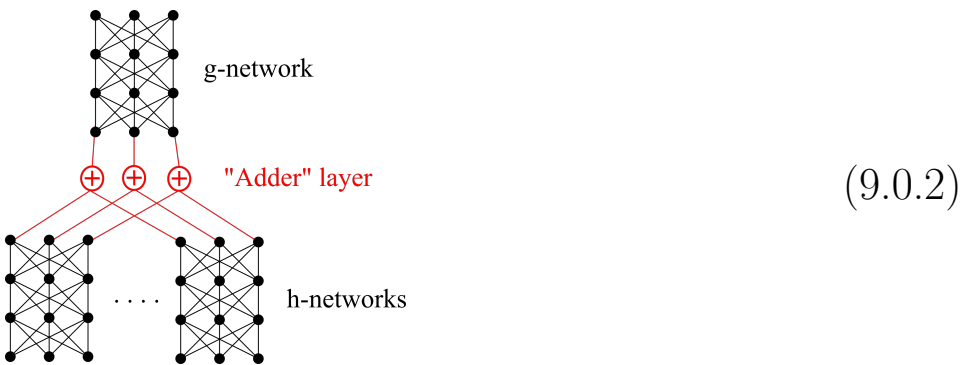 g-network
"Adder" layer
(9.0.2)
. . . .
h-networks